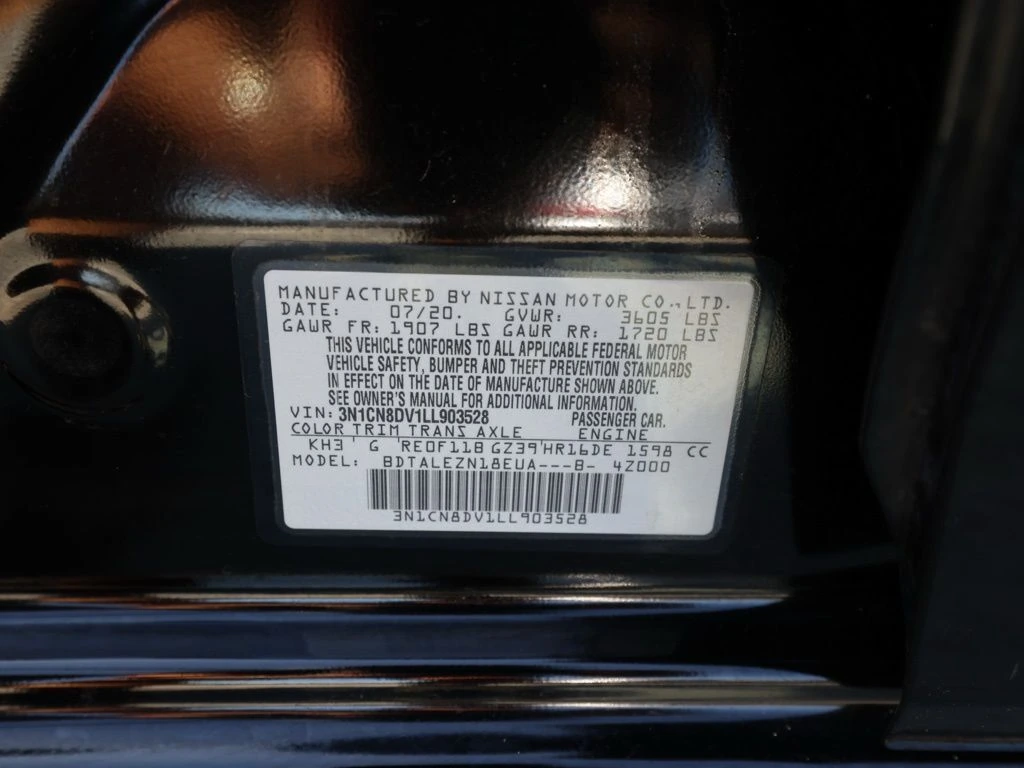 MANUFACTURED BY NISSAN MOTOR CO., LTD.
DATE: 07/20. GVWR: 3605 LBS
GAWR FR: 1907 LBS GAWR RR: 1720 LBS
THIS VEHICLE CONFORMS TO ALL APPLICABLE FEDERAL MOTOR
VEHICLE SAFETY, BUMPER AND THEFT PREVENTION STANDARDS
IN EFFECT ON THE DATE OF MANUFACTURE SHOWN ABOVE.
SEE OWNER'S MANUAL FOR ADDITIONAL INFORMATION.
VIN: 3N1CN8DV1LL903528 PASSENGER CAR.
COLOR TRIM TRANS AXLE ENGINE
KH3 ' G 'RE0F11B GZ39'HR16DE 1598 CC
MODEL: BDTALEZN18EUA---B- 4Z000
3N1CN8DV1LL903528